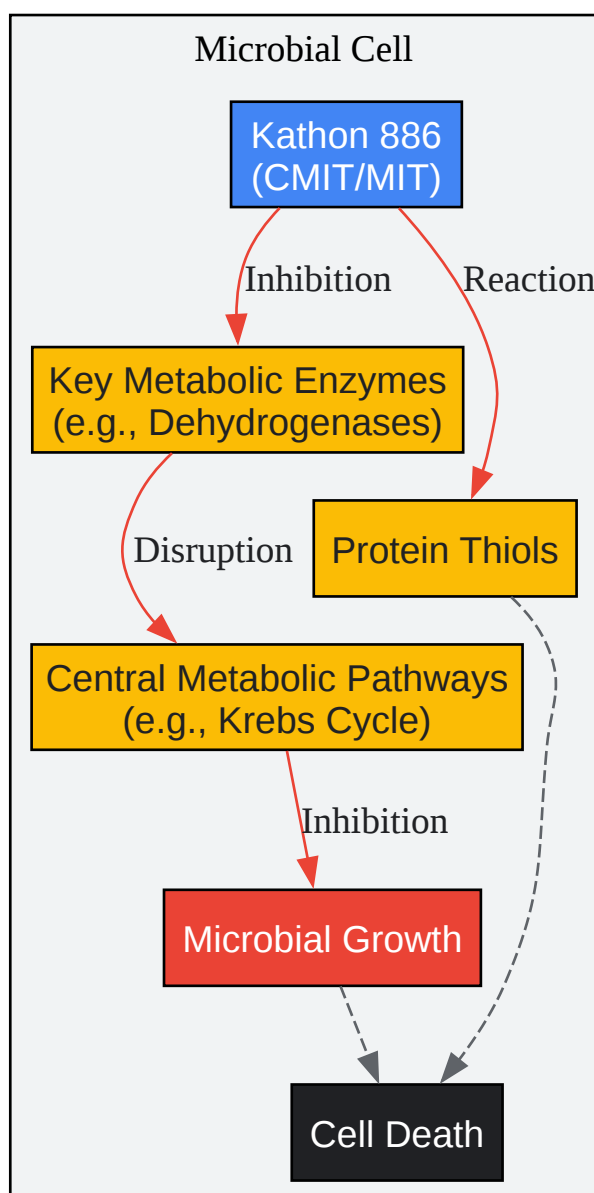 Microbial Cell
Kathon 886
(CMIT/MIT)
Inhibition
Reaction
Key Metabolic Enzymes
(e.g., Dehydrogenases)
Disruption
Protein Thiols
Central Metabolic Pathways
(e.g., Krebs Cycle)
Inhibition
Microbial Growth
Cell Death